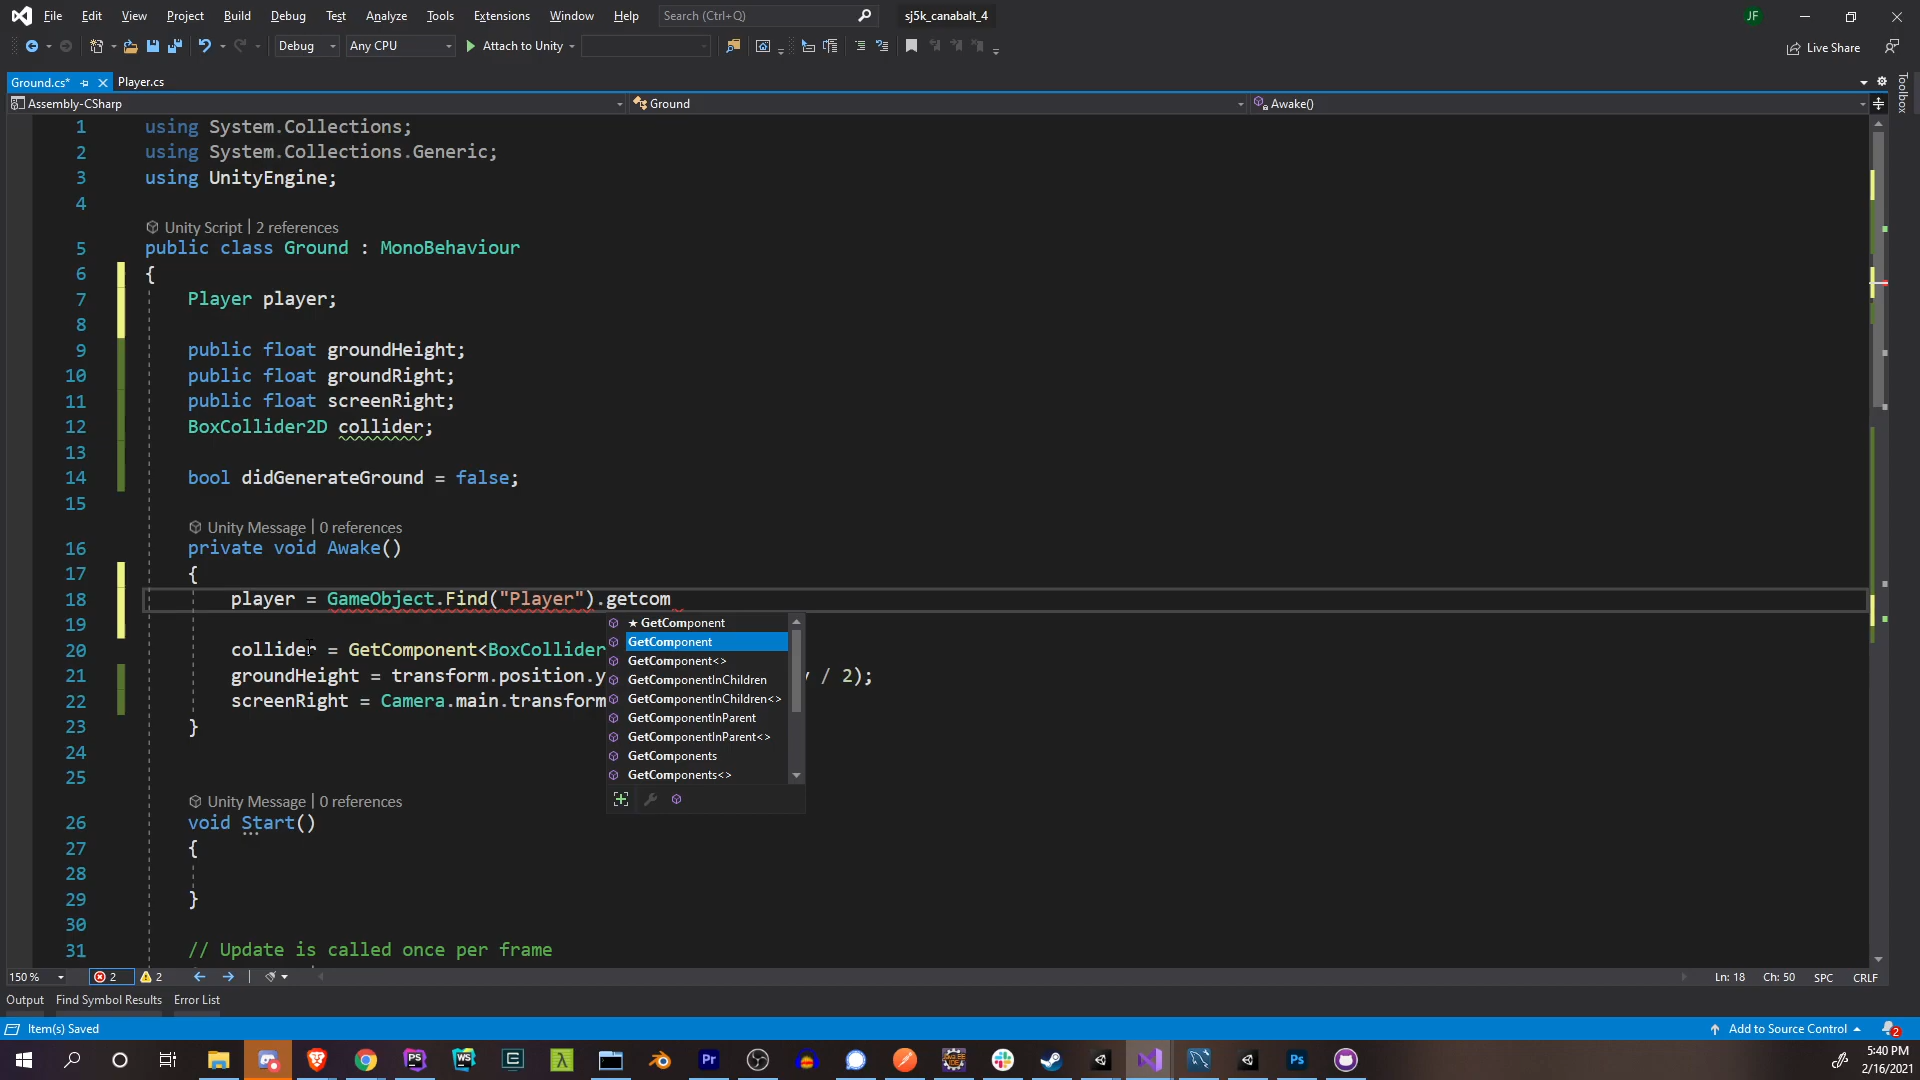 File Edit View Project Build Debug Test Analyze Tools Extensions Window Help Search (Ctrl+Q) sj5k_canabalt_4 JF
Debug Any CPU Attach to Unity Live Share
Ground.cs* Player.cs
Assembly-CSharp Ground Awake()
Toolbox
1 using System.Collections;
2 using System.Collections.Generic;
3 using UnityEngine;
4
Unity Script | 2 references
5 public class Ground : MonoBehaviour
6 {
7 Player player;
8
9 public float groundHeight;
10 public float groundRight;
11 public float screenRight;
12 BoxCollider2D collider;
13
14 bool didGenerateGround = false;
15
Unity Message | 0 references
16 private void Awake()
17 {
18 player = GameObject.Find("Player").getcom
19
★ GetComponent
GetComponent
GetComponent<>
GetComponentInChildren
GetComponentInChildren<>
GetComponentInParent
GetComponentInParent<>
GetComponents
GetComponents<>
20 collider = GetComponent<BoxCollider
21 groundHeight = transform.position.y / 2);
22 screenRight = Camera.main.transform
23 }
24
25
Unity Message | 0 references
26 void Start()
27 {
28
29 }
30
31 // Update is called once per frame
150 % 2 2 Ln: 18 Ch: 50 SPC CRLF
Output Find Symbol Results Error List
Item(s) Saved Add to Source Control 2
5:40 PM
2/16/2021